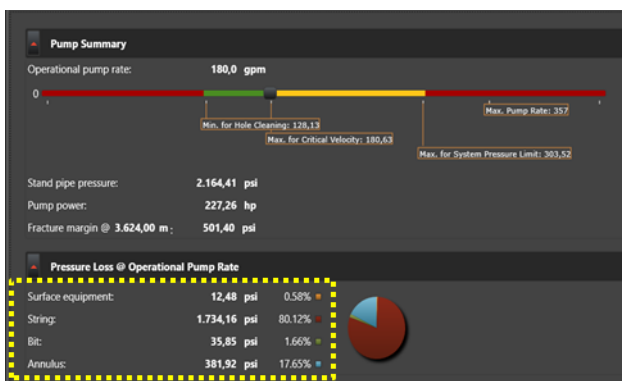 Pump Summary
Operational pump rate: 180,0 gpm
0
Max. Pump Rate: 357
Min. for Hole Cleaning: 128,13
Max. for Critical Velocity: 180,63
Max. for System Pressure Limit: 303,52
Stand pipe pressure: 2.164,41 psi
Pump power: 227,26 hp
Fracture margin @ 3.624,00 m : 501,40 psi
Pressure Loss @ Operational Pump Rate
Surface equipment: 12,48 psi 0.58%
String: 1.734,16 psi 80.12%
Bit: 35,85 psi 1.66%
Annulus: 381,92 psi 17.65%